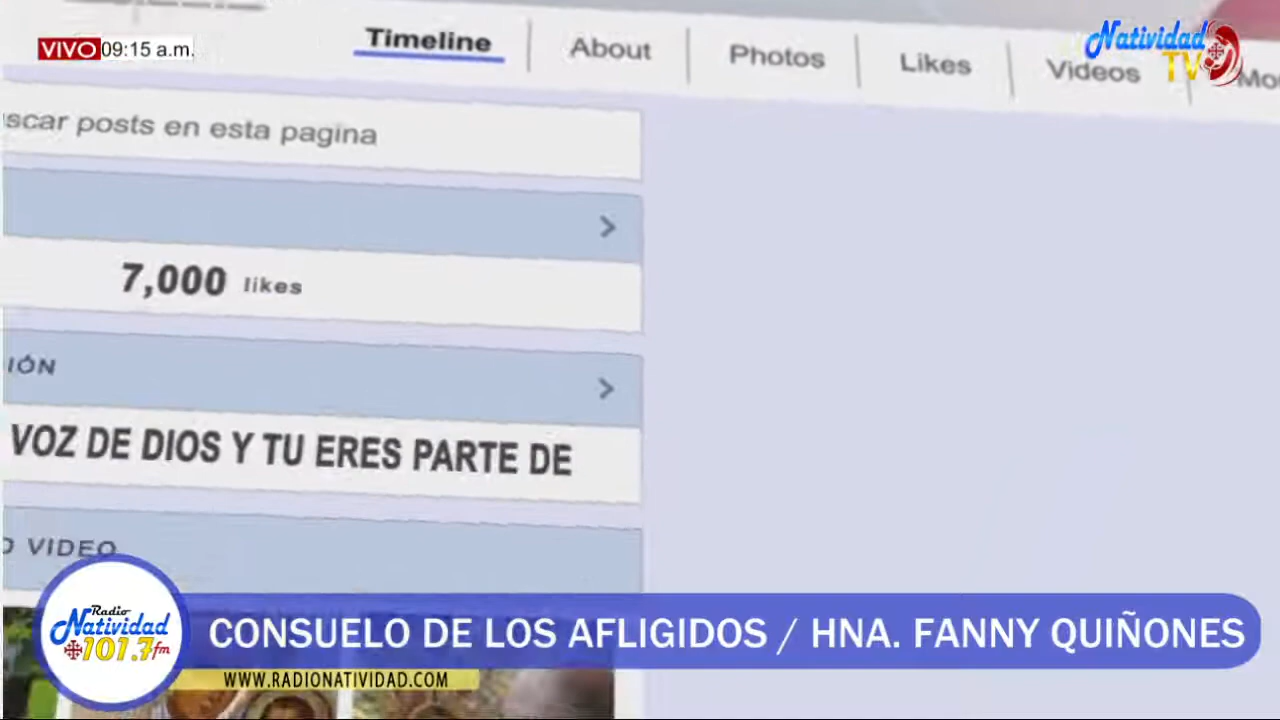 VIVO 09:15 a.m.
Natividad
TV
Timeline
About
Photos
Likes
Videos
scar posts en esta pagina
7,000 likes
IÓN
VOZ DE DIOS Y TU ERES PARTE DE
VIDEO
Radio
Natividad
101.7 fm
CONSUELO DE LOS AFLIGIDOS / HNA. FANNY QUIÑONES
WWW.RADIONATIVIDAD.COM